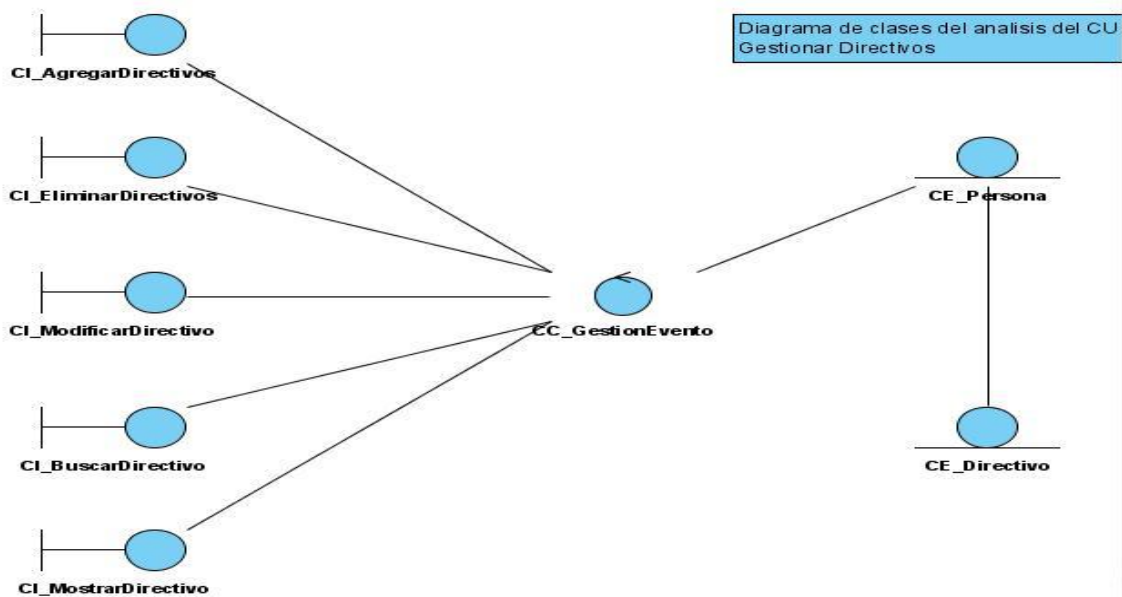 Diagrama de clases del analisis del CU
Gestionar Directivos
CI_AgregarDirectivos
CI_EliminarDirectivos
CE_Persona
CI_ModificarDirectivo
CC_GestionEvento
CI_BuscarDirectivo
CE_Directivo
CI_MostrarDirectivo